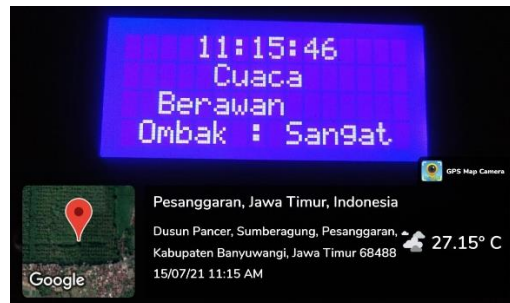 11:15:46
Cuaca
Berawan
Ombak : Sangat
GPS Map Camera
Pesanggaran, Jawa Timur, Indonesia
Dusun Pancer, Sumberagung, Pesanggaran,
Kabupaten Banyuwangi, Jawa Timur 68488
15/07/21 11:15 AM
27.15° C
Google